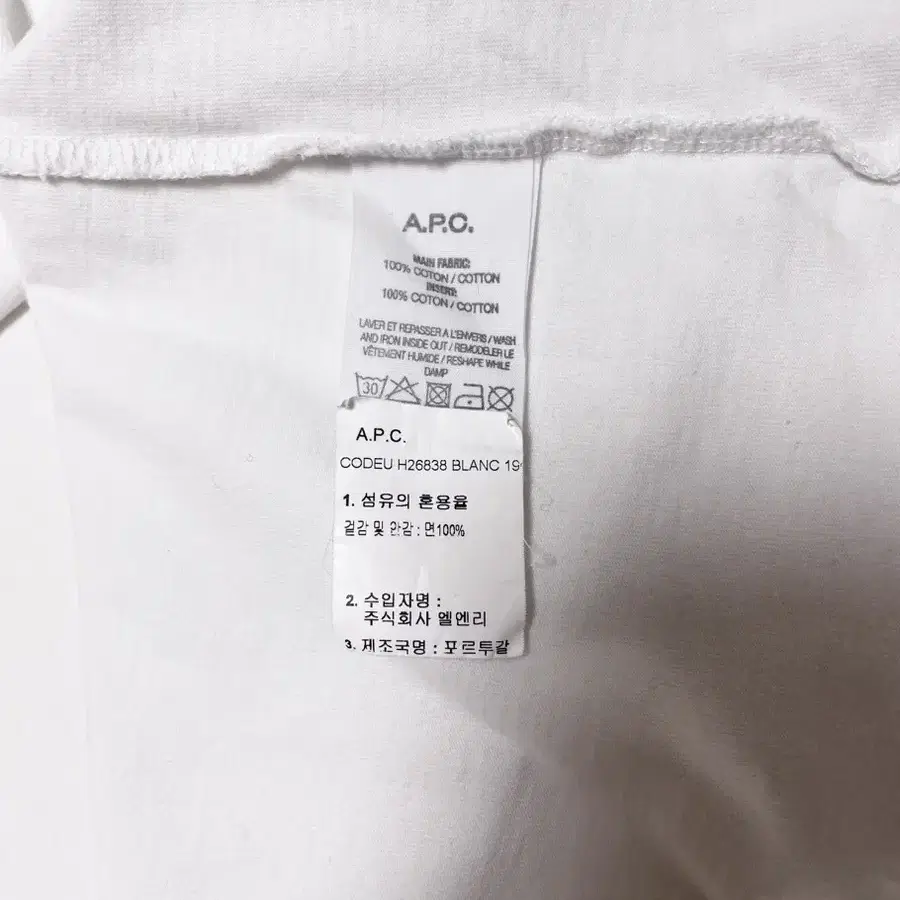 A.P.C.
MAIN FABRIC:
100% COTON / COTTON
INSERT:
100% COTON / COTTON
LAVER ET REPASSER A L'ENVERS / WASH
AND IRON INSIDE OUT / REMODELER LE
VÊTEMENT HUMIDE / RESHAPE WHILE
DAMP
30
A.P.C.
CODEU H26838 BLANC
1. 섬유의 혼용율
겉감 및 안감 : 면100%
2. 수입자명 :
주식회사 엘엔리
3. 제조국명 : 포르투갈